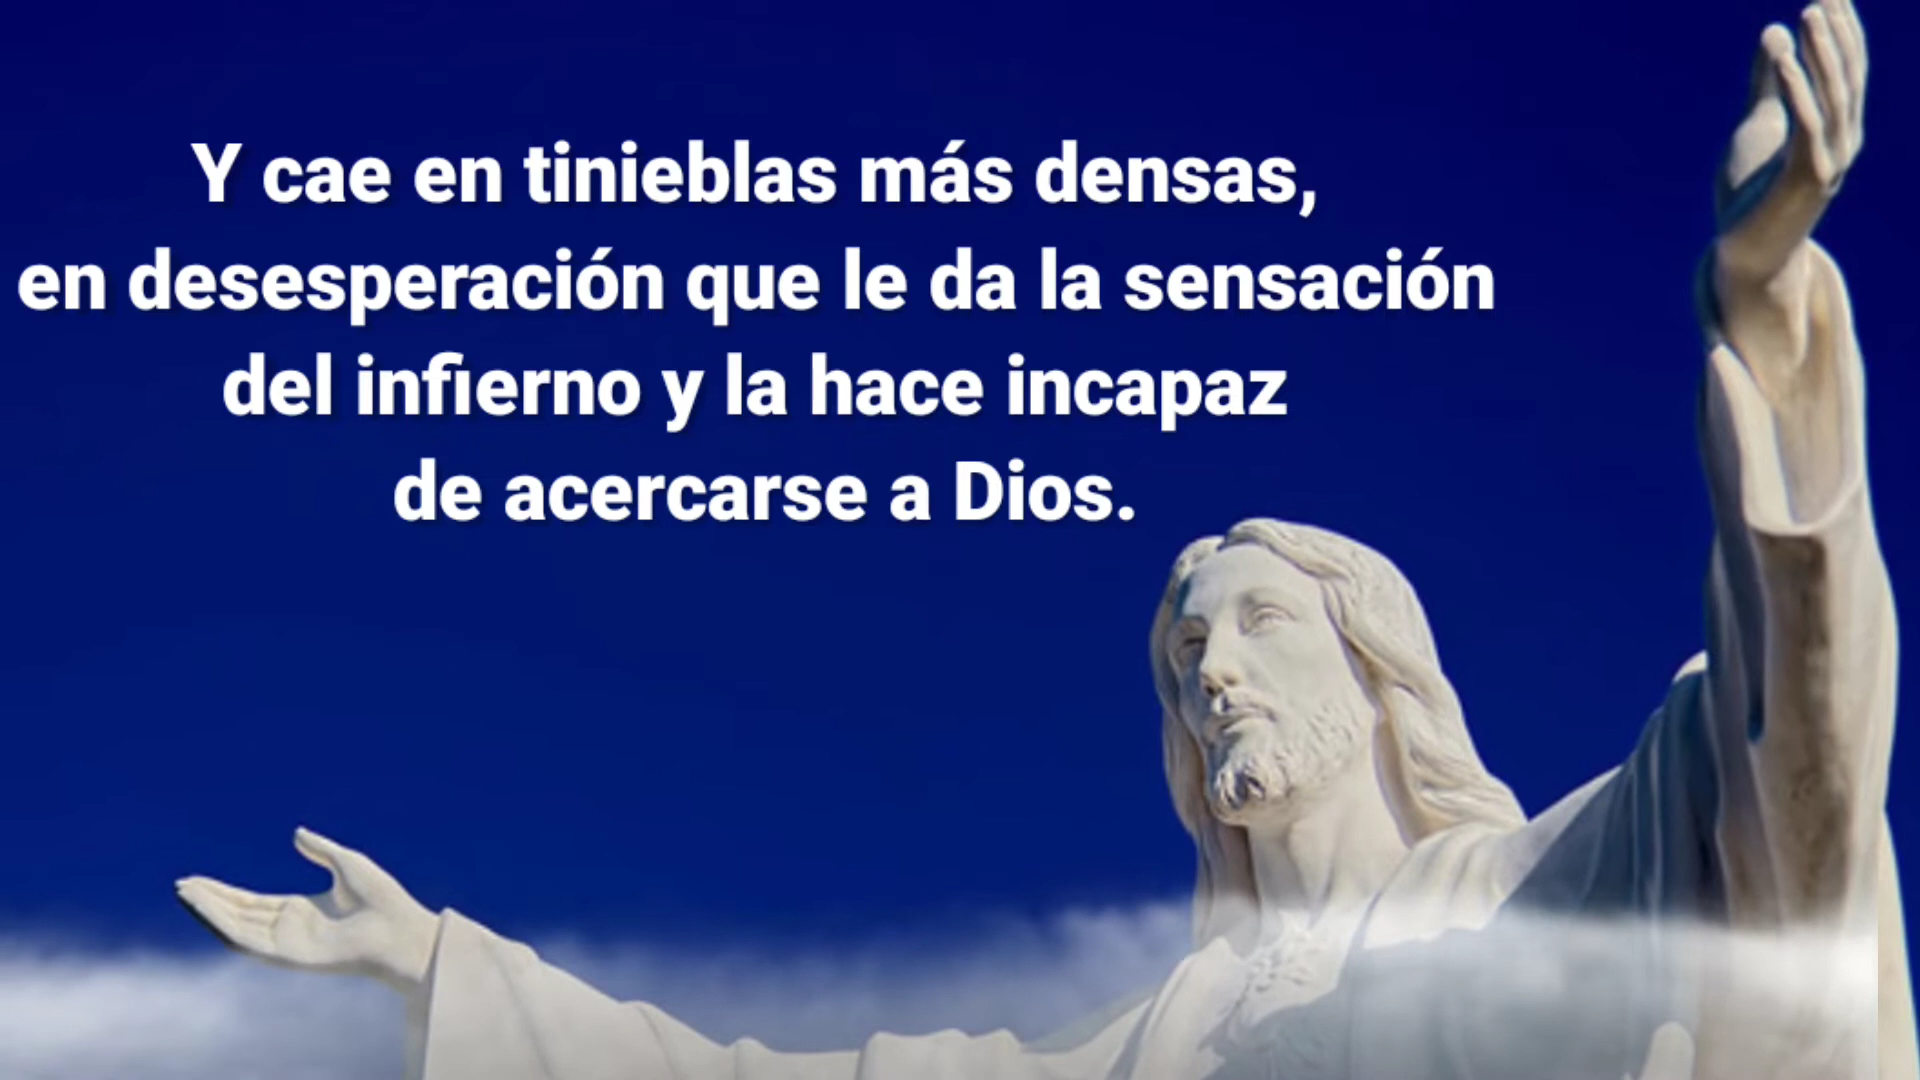 Y cae en tinieblas más densas,
en desesperación que le da la sensación
del infierno y la hace incapaz
de acercarse a Dios.